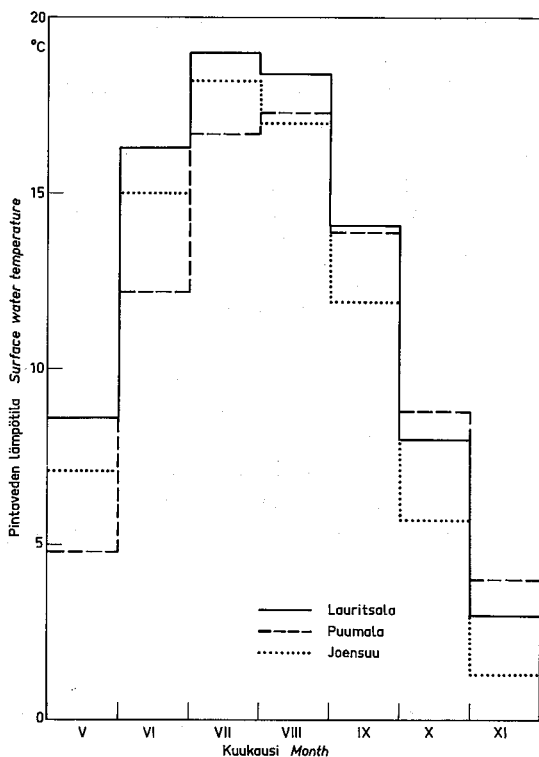 20
°C
15
10
5
0
Pintaveden lämpötila Surface water temperature
Lauritsala
Puumala
Joensuu
V VI VII VIII IX X XI
Kuukausi Month